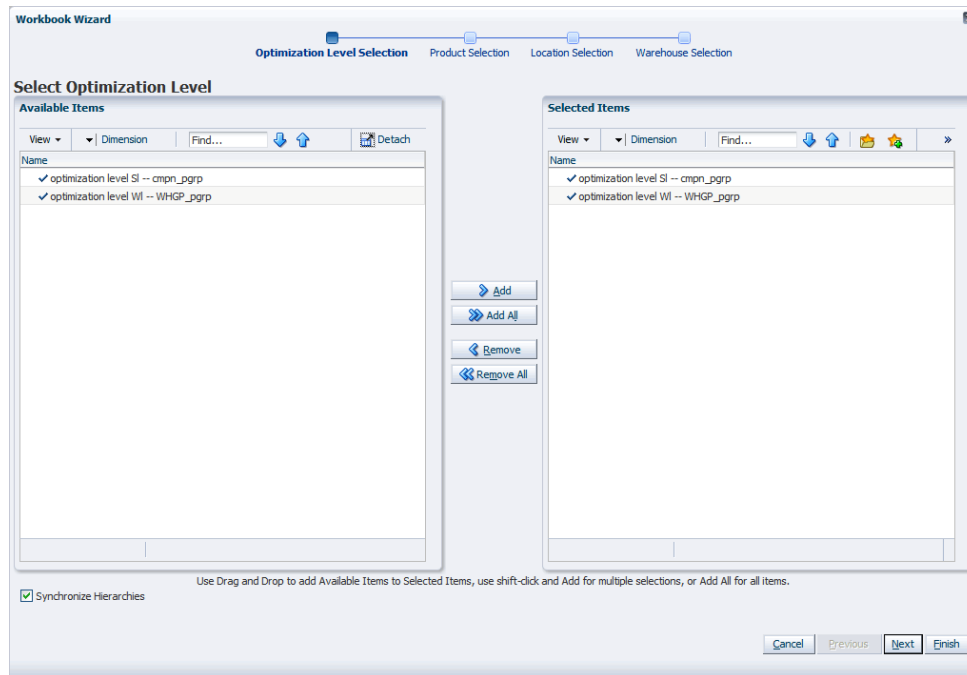 Workbook Wizard
Optimization Level Selection Product Selection Location Selection Warehouse Selection
Select Optimization Level
Available Items
View Dimension Find... Detach
Name
optimization level Sl -- cmpn_pgrp
optimization level Wl -- WHGP_pgrp
Add
Add All
Remove
Remove All
Selected Items
View Dimension Find... »
Name
optimization level Sl -- cmpn_pgrp
optimization level Wl -- WHGP_pgrp
Use Drag and Drop to add Available Items to Selected Items, use shift-click and Add for multiple selections, or Add All for all items.
Synchronize Hierarchies
Cancel Previous Next Finish